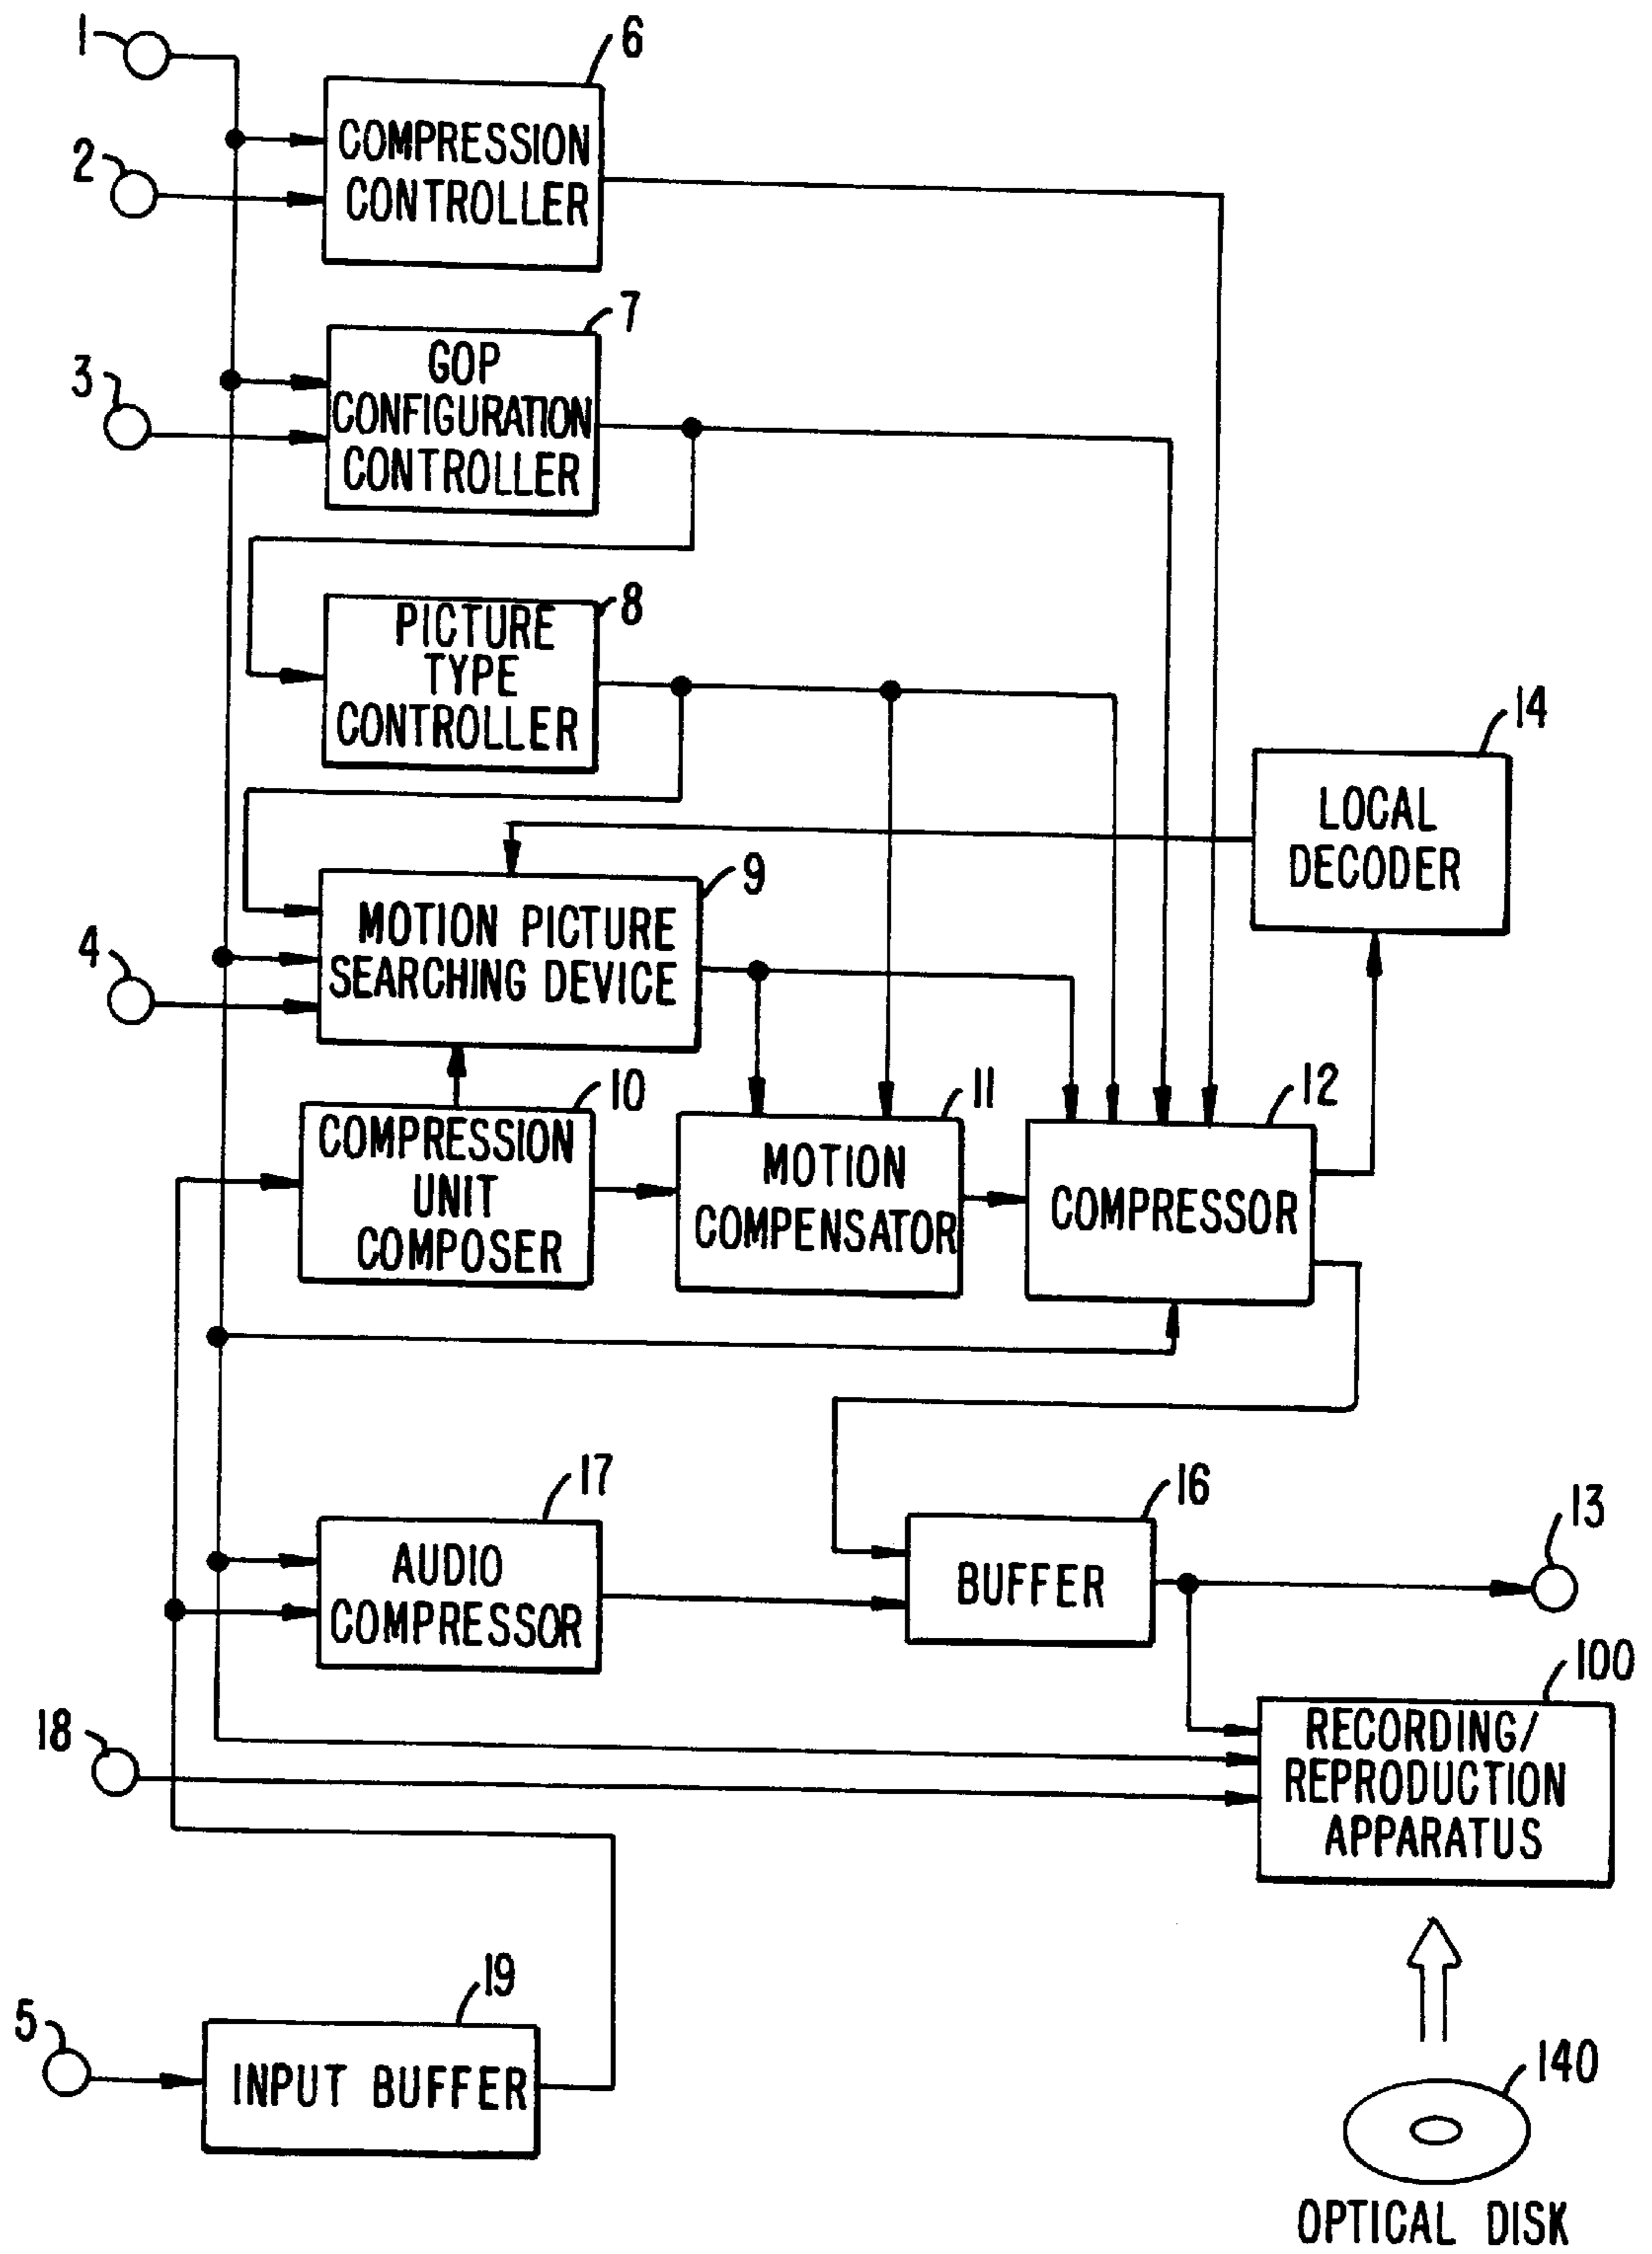 1
6
COMPRESSION
CONTROLLER
2
7
GOP
CONFIGURATION
CONTROLLER
3
8
PICTURE
TYPE
CONTROLLER
14
LOCAL
DECODER
9
MOTION PICTURE
SEARCHING DEVICE
4
10
COMPRESSION
UNIT
COMPOSER
11
MOTION
COMPENSATOR
12
COMPRESSOR
17
AUDIO
COMPRESSOR
16
BUFFER
13
18
100
RECORDING/
REPRODUCTION
APPARATUS
19
5
INPUT BUFFER
140
OPTICAL DISK